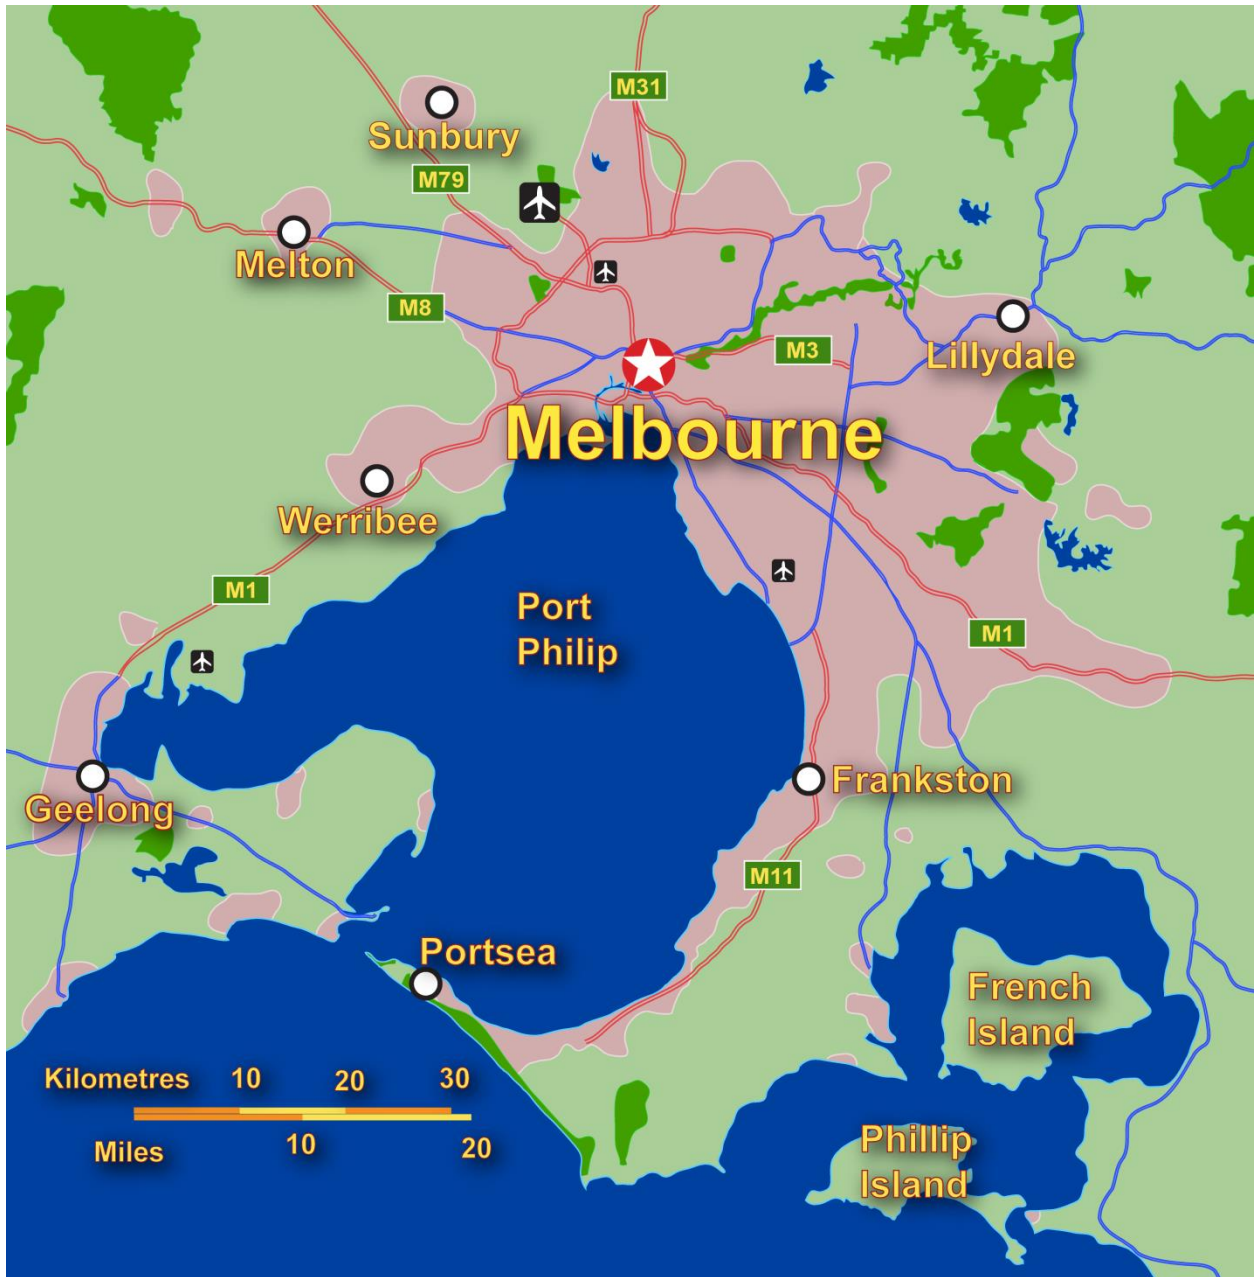 M31
Sunbury
M79
Melton
M8
M3
Lillydale
Melbourne
Werribee
M1
Port
Philip
M1
Geelong
Frankston
M11
Portsea
French
Island
Kilometres 10 20 30
Miles 10 20
Phillip
Island